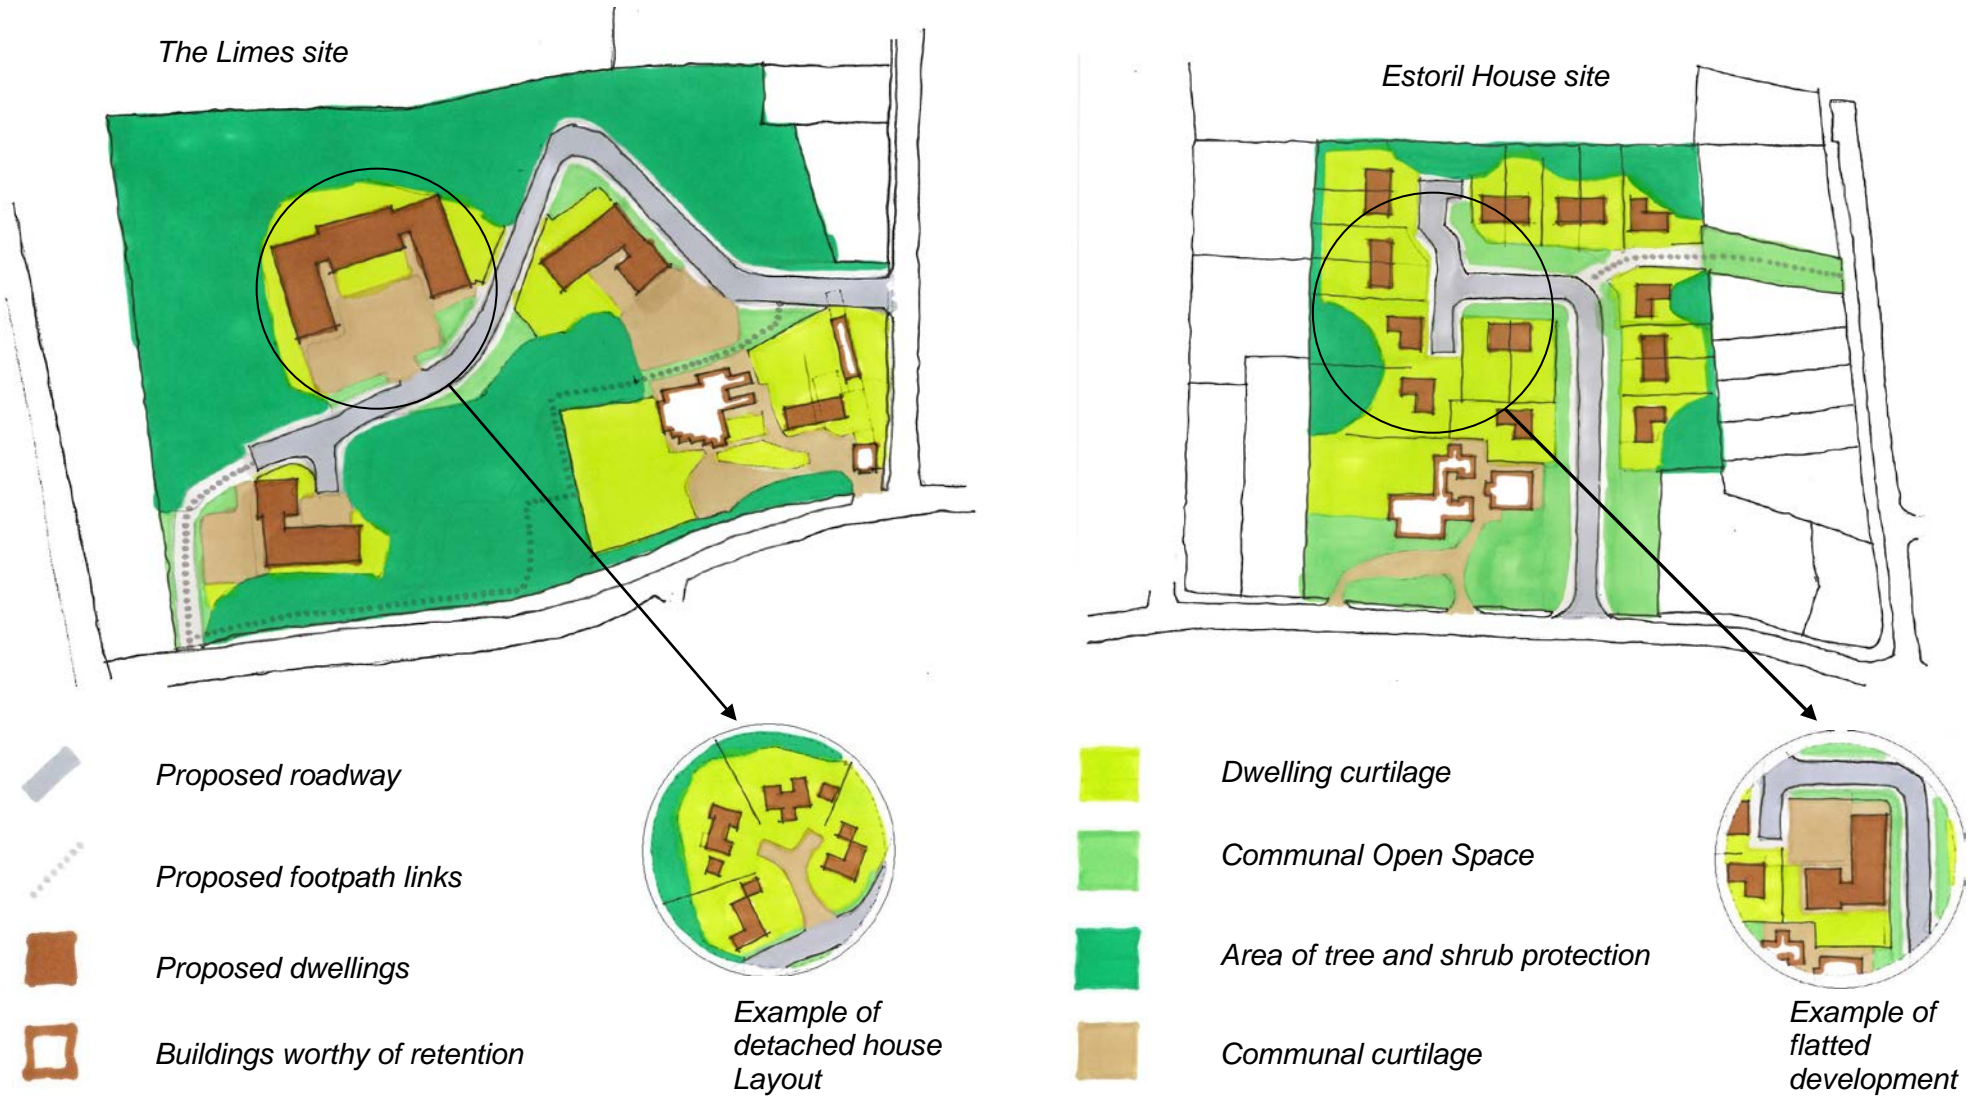 The Limes site
Estoril House site
Proposed roadway
Proposed footpath links
Proposed dwellings
Buildings worthy of retention
Example of
detached house
Layout
Dwelling curtilage
Communal Open Space
Area of tree and shrub protection
Communal curtilage
Example of
flatted
development